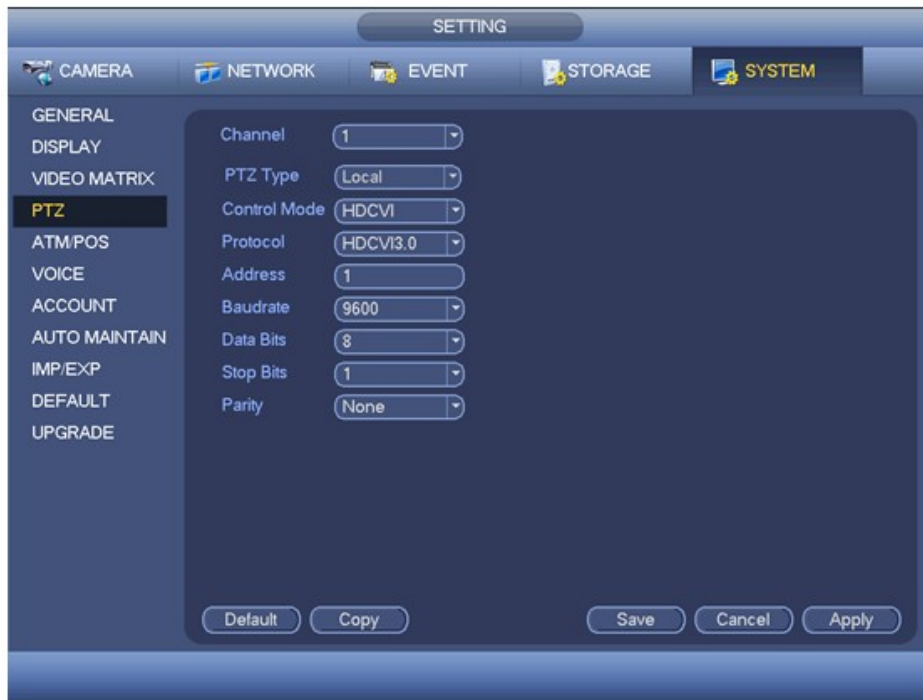 SETTING
CAMERA NETWORK EVENT STORAGE SYSTEM
GENERAL
DISPLAY
VIDEO MATRIX
PTZ
ATM/POS
VOICE
ACCOUNT
AUTO MAINTAIN
IMP/EXP
DEFAULT
UPGRADE
Channel 1
PTZ Type Local
Control Mode HDCVI
Protocol HDCVI3.0
Address 1
Baudrate 9600
Data Bits 8
Stop Bits 1
Parity None
Default Copy Save Cancel Apply